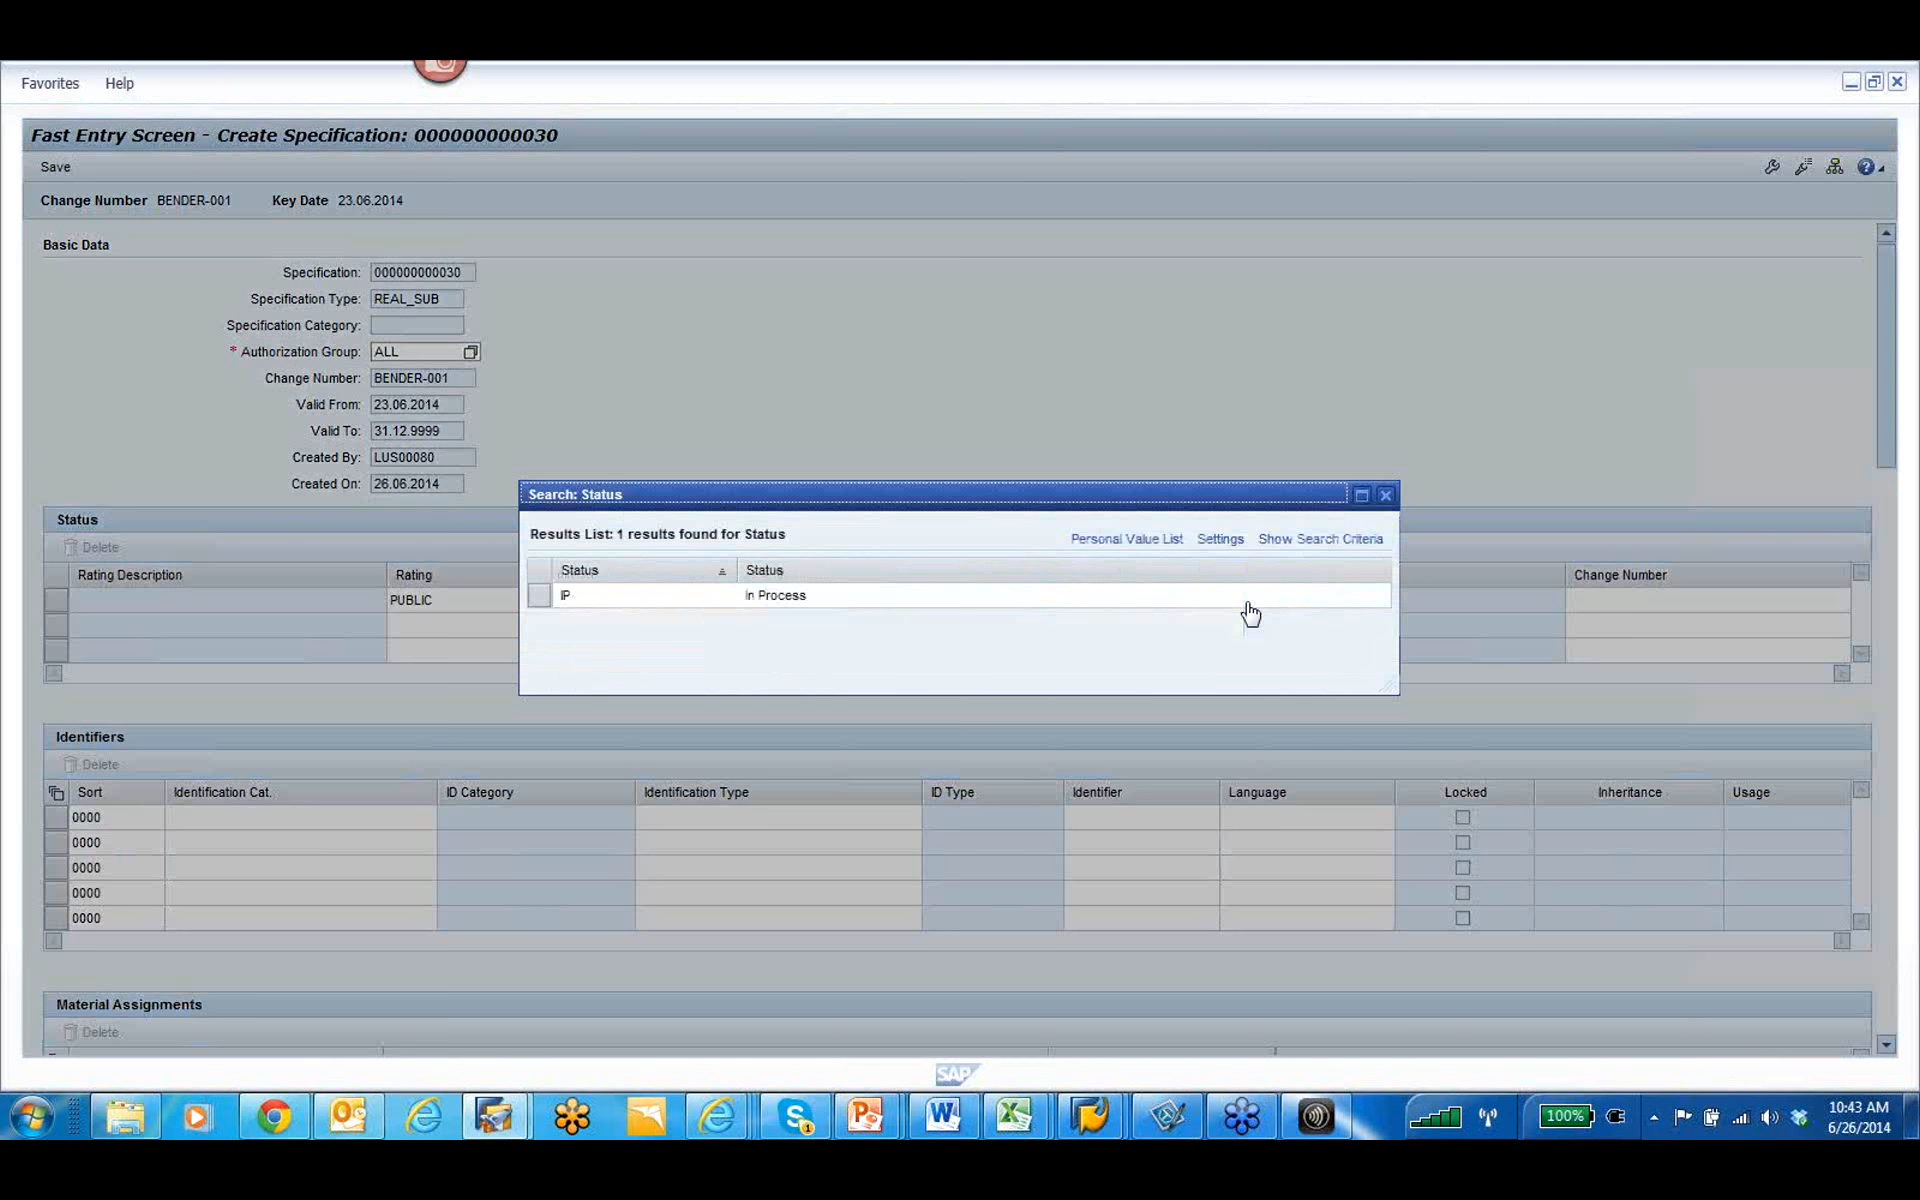 Favorites Help
Fast Entry Screen - Create Specification: 000000000030
Save
Change Number BENDER-001 Key Date 23.06.2014
Basic Data
Specification: 000000000030
Specification Type: REAL_SUB
Specification Category:
* Authorization Group: ALL
Change Number: BENDER-001
Valid From: 23.06.2014
Valid To: 31.12.9999
Created By: LUS00080
Created On: 26.06.2014
Search: Status
Results List: 1 results found for Status
Personal Value List Settings Show Search Criteria
Status Status
IP In Process
Status
Delete
Rating Description Rating Change Number
PUBLIC
Identifiers
Delete
Sort Identification Cat. ID Category Identification Type ID Type Identifier Language Locked Inheritance Usage
0000
0000
0000
0000
0000
Material Assignments
Delete
SAP
100%
10:43 AM
6/26/2014